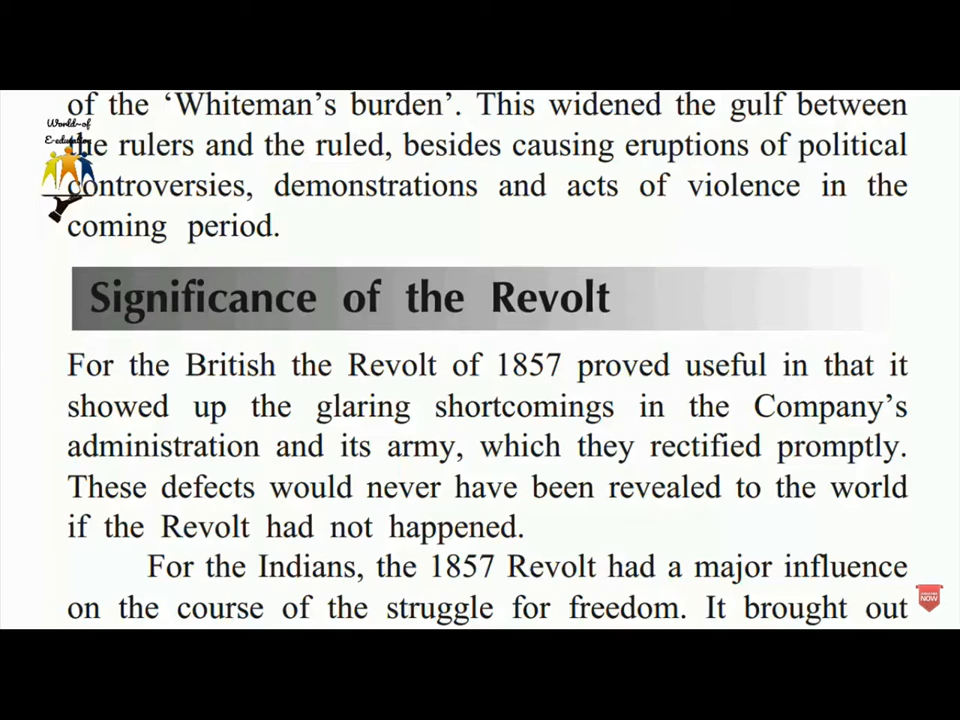 of the ‘Whiteman’s burden’. This widened the gulf between
World~of
E-education
the rulers and the ruled, besides causing eruptions of political
controversies, demonstrations and acts of violence in the
coming period.
Significance of the Revolt
For the British the Revolt of 1857 proved useful in that it
showed up the glaring shortcomings in the Company’s
administration and its army, which they rectified promptly.
These defects would never have been revealed to the world
if the Revolt had not happened.
For the Indians, the 1857 Revolt had a major influence
on the course of the struggle for freedom. It brought out
NOW